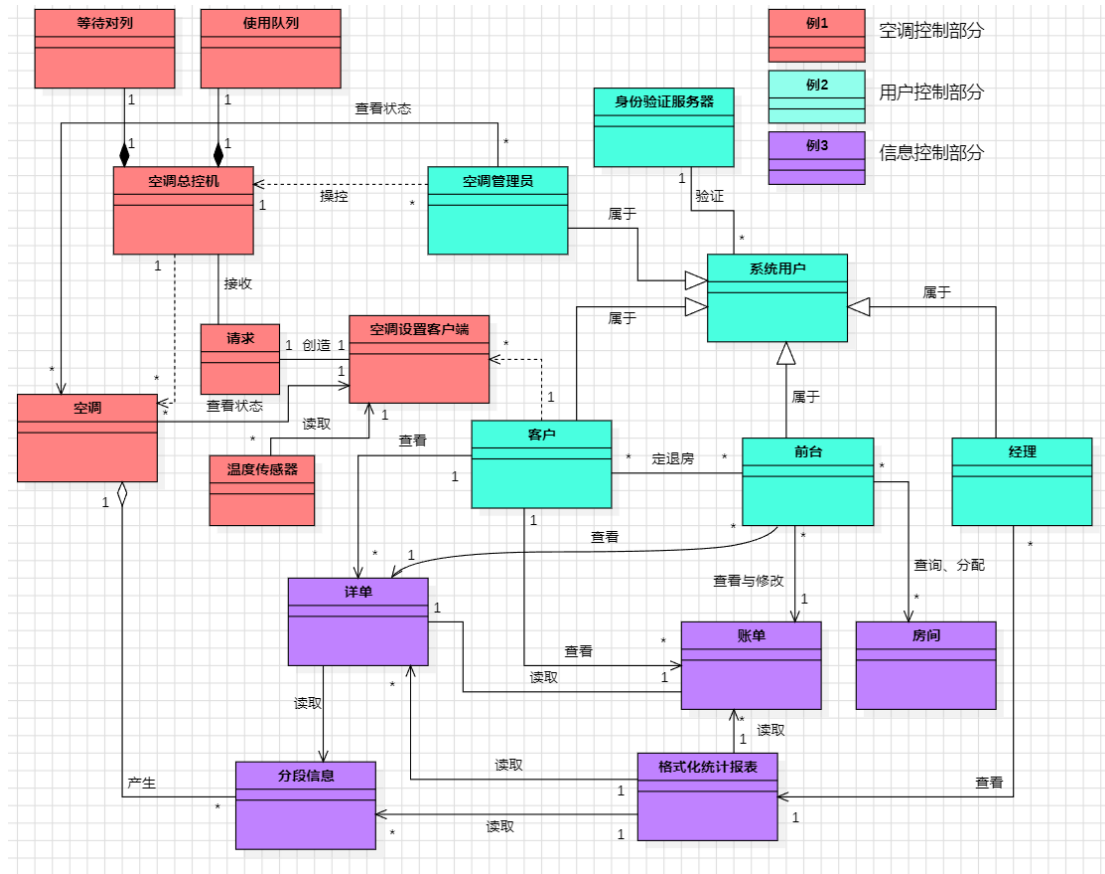 等待对列
使用队列
例1
空调控制部分
例2
用户控制部分
例3
信息控制部分
1
1
查看状态
身份验证服务器
1
1
*
空调总控机
空调管理员
1
验证
操控
1
*
属于
*
1
系统用户
接收
属于
属于
请求
空调设置客户端
1
创造
1
*
*
*
1
属于
1
空调
*
查看状态
读取
1
*
查看
客户
*
定退房
*
前台
*
经理
温度传感器
1
1
1
查看
*
*
*
*
1
查询、分配
详单
1
查看与修改
1
*
账单
房间
*
查看
1
读取
*
读取
*
读取
1
分段信息
读取
格式化统计报表
产生
查看
*
1
1
*
读取
1